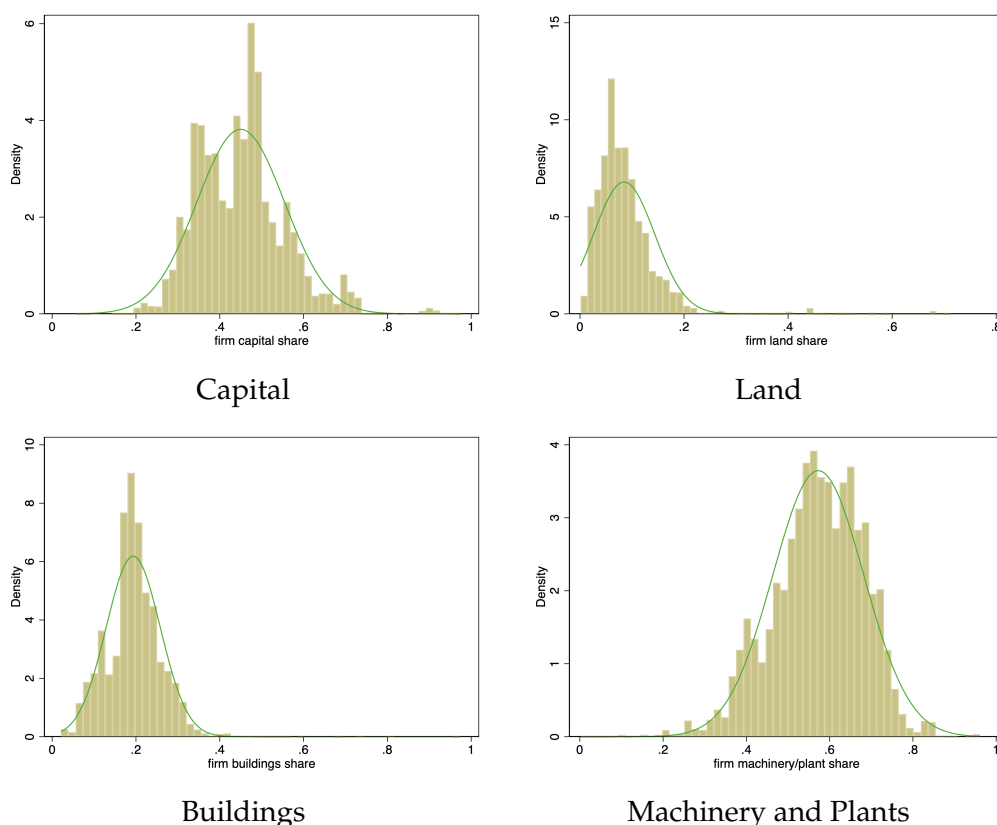 6
4
2
0
Density
0 .2 .4 .6 .8 1
firm capital share
Capital
15
10
5
0
Density
0 .2 .4 .6 .8
firm land share
Land
10
8
6
4
2
0
Density
0 .2 .4 .6 .8 1
firm buildings share
Buildings
4
3
2
1
0
Density
0 .2 .4 .6 .8 1
firm machinery/plant share
Machinery and Plants